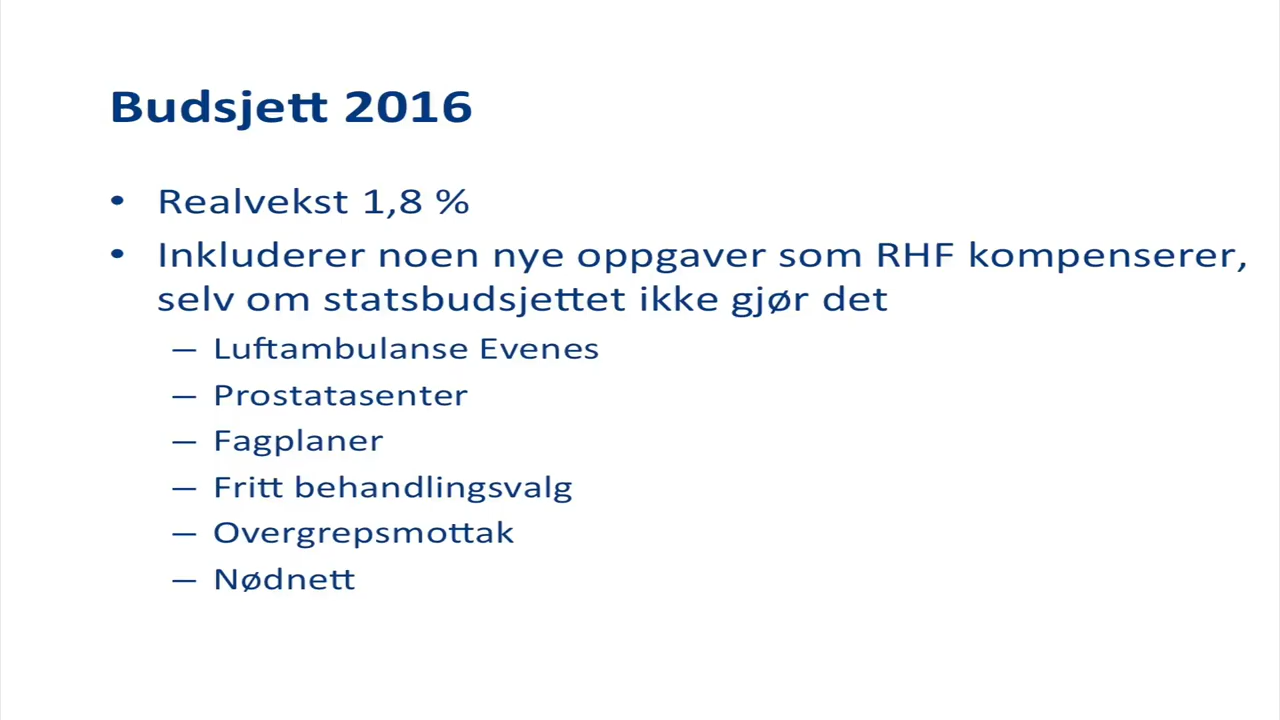 Budsjett 2016
• Realvekst 1,8 %
• Inkluderer noen nye oppgaver som RHF kompenserer,
selv om statsbudsjettet ikke gjør det
– Luftambulanse Evenes
– Prostatasenter
– Fagplaner
– Fritt behandlingsvalg
– Overgrepsmottak
– Nødnett